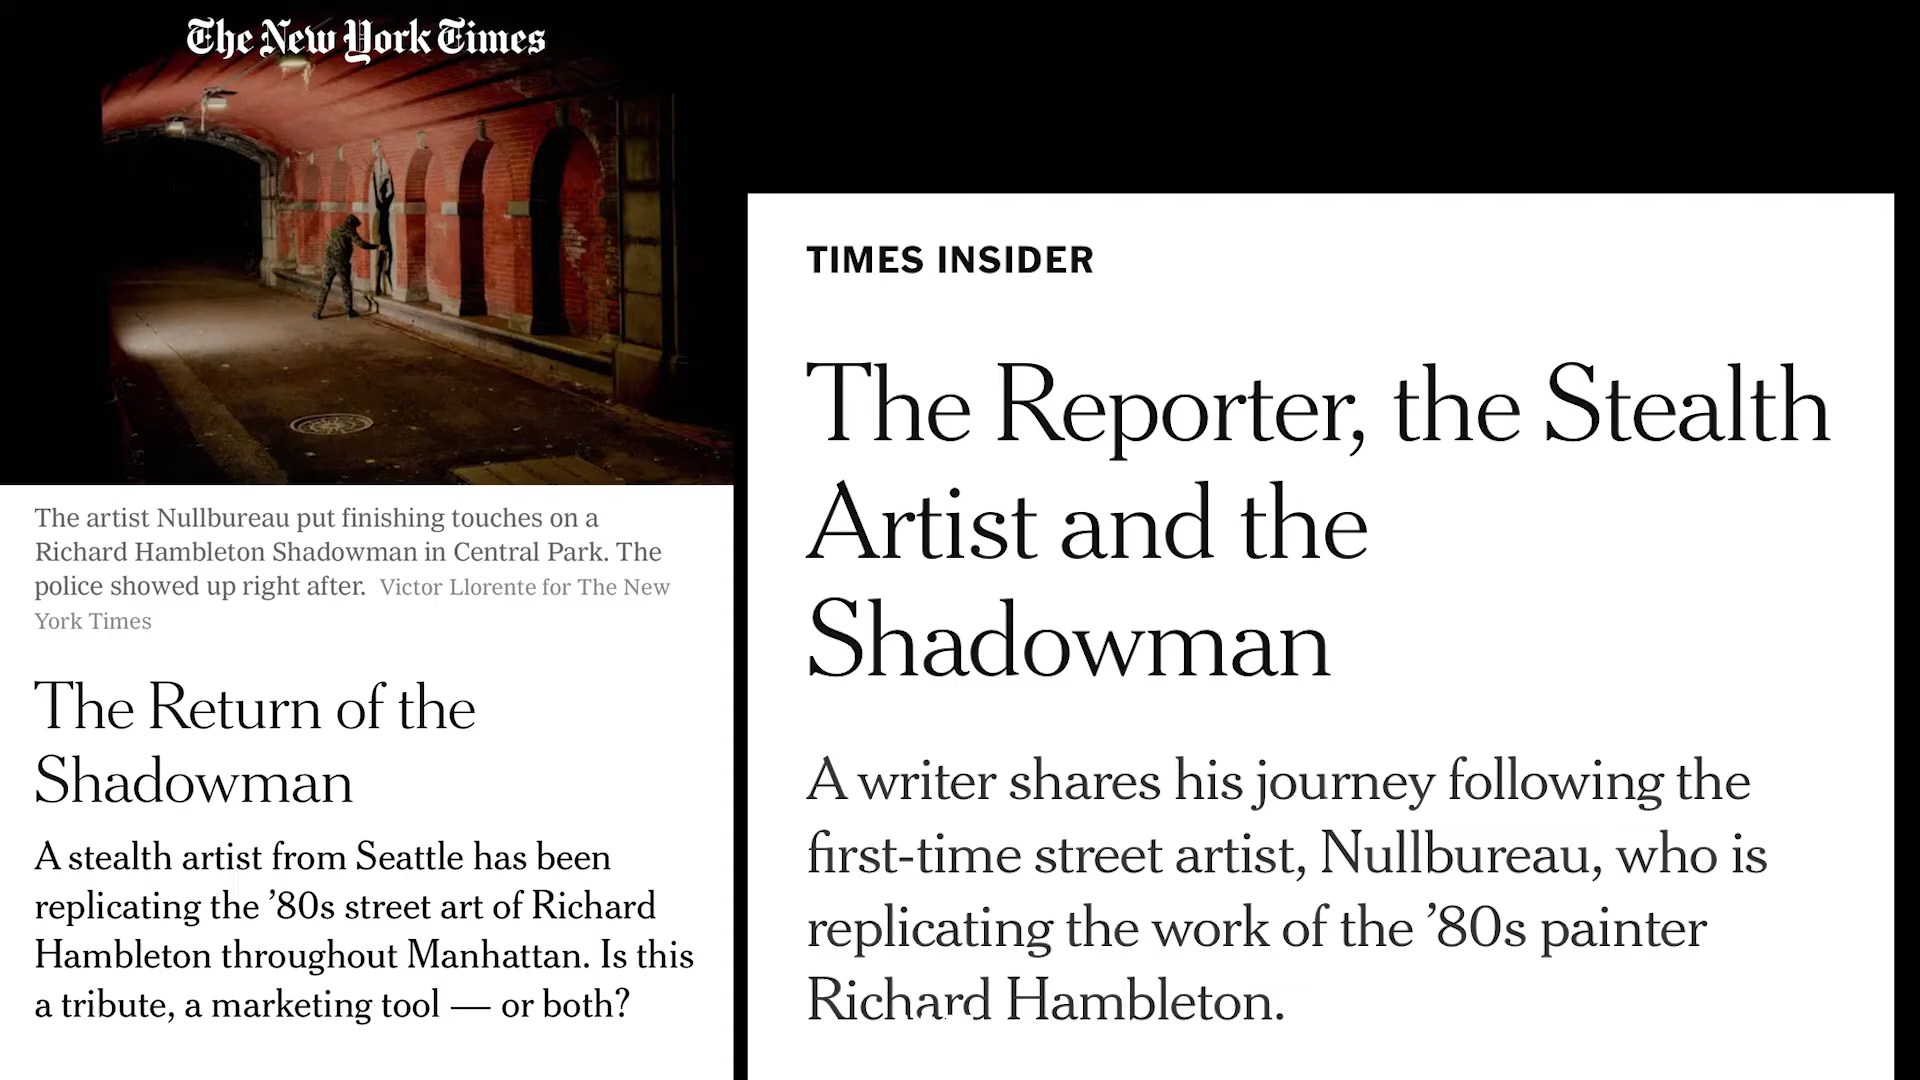 The New York Times
The artist Nullbureau put finishing touches on a
Richard Hambleton Shadowman in Central Park. The
police showed up right after. Victor Llorente for The New
York Times
The Return of the
Shadowman
A stealth artist from Seattle has been
replicating the ’80s street art of Richard
Hambleton throughout Manhattan. Is this
a tribute, a marketing tool — or both?
TIMES INSIDER
The Reporter, the Stealth
Artist and the
Shadowman
A writer shares his journey following the
first-time street artist, Nullbureau, who is
replicating the work of the ’80s painter
Richard Hambleton.